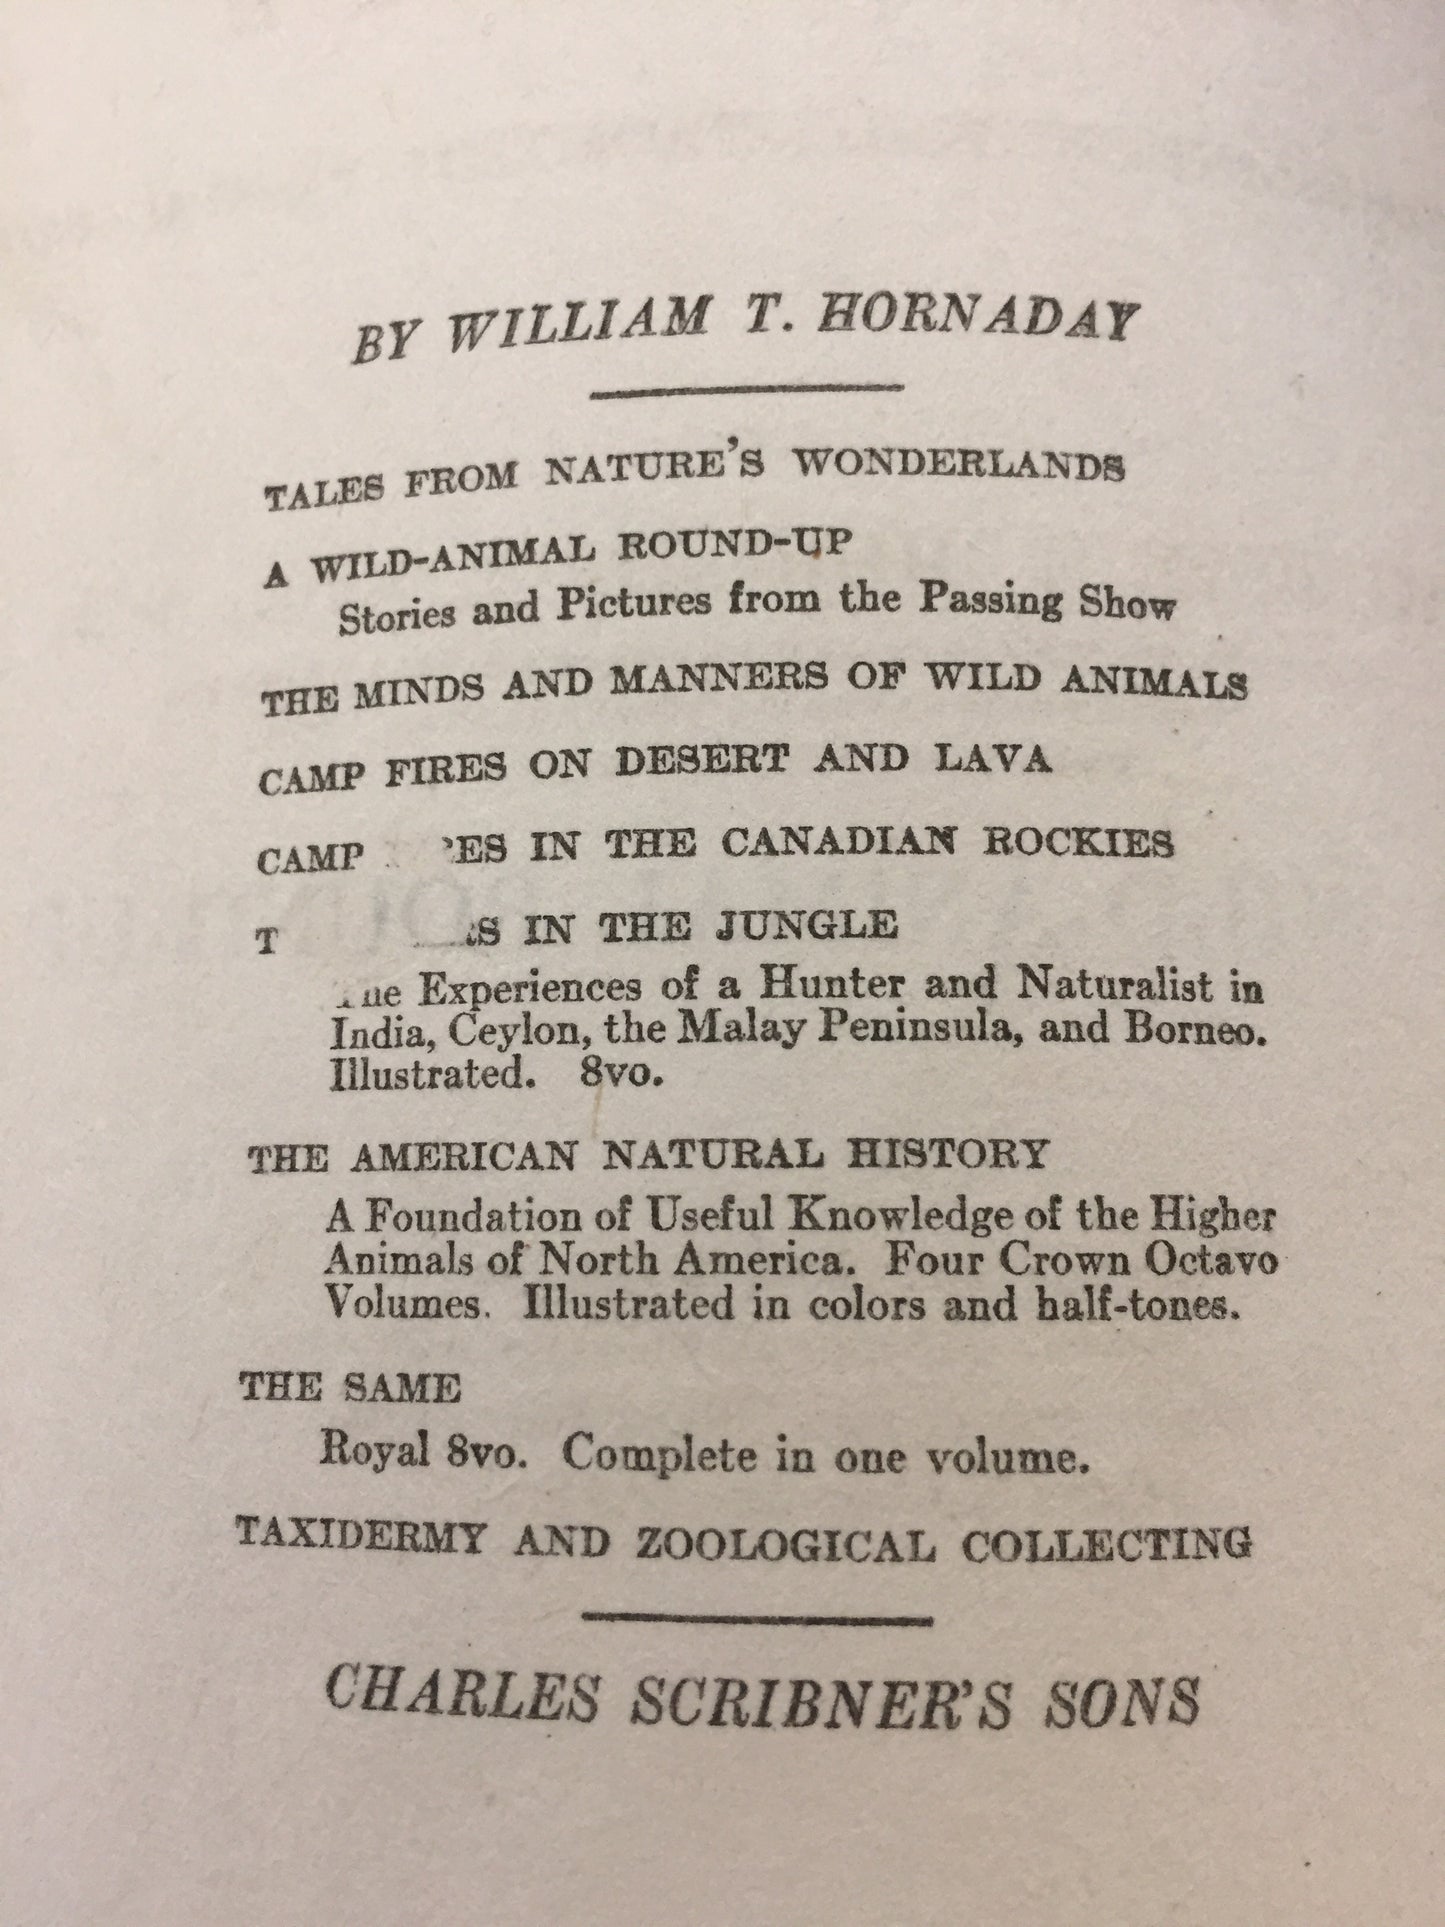 BY WILLIAM T. HORNADAY
TALES FROM NATURE'S WONDERLANDS
A WILD-ANIMAL ROUND-UP
Stories and Pictures from the Passing Show
THE MINDS AND MANNERS OF WILD ANIMALS
CAMP FIRES ON DESERT AND LAVA
CAMP IN THE CANADIAN ROCKIES
IN THE JUNGLE
Experiences of a Hunter and Naturalist in
India, Ceylon, the Malay Peninsula, and Borneo.
Illustrated. 8vo.
THE AMERICAN NATURAL HISTORY
A Foundation of Useful Knowledge of the Higher
Animals of North America. Four Crown Octavo
Volumes. Illustrated in colors and half-tones.
THE SAME
Royal 8vo. Complete in one volume.
TAXIDERMY AND ZOOLOGICAL COLLECTING
CHARLES SCRIBNER'S SONS